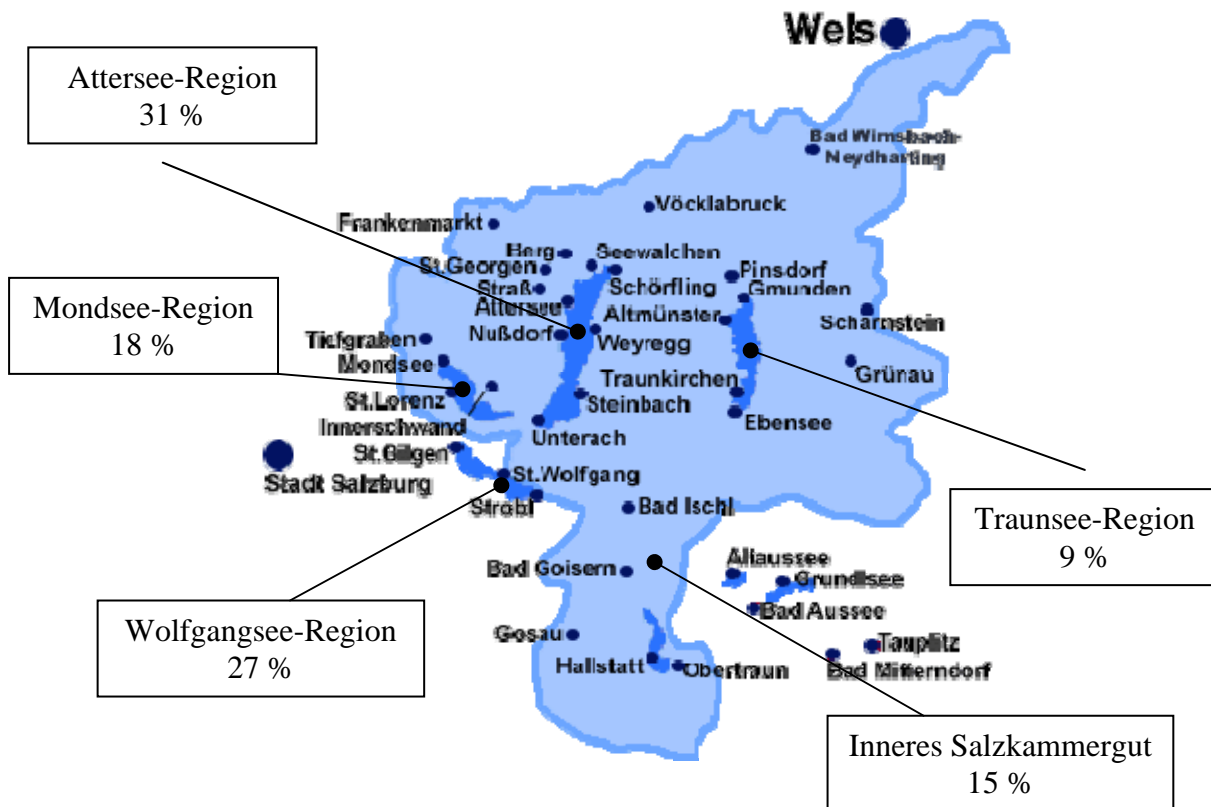 Wels
Attersee-Region
31 %
Bad Wimsbach-
Neydharting
Vöcklabruck
Frankenmarkt
Berg
Seewalchen
St.Georgen
Pinsdorf
Straß
Schörfling
Gmunden
Mondsee-Region
18 %
Attersee
Altmünster
Scharnstein
Tiefgraben
Nußdorf
Weyregg
Mondsee
Grünau
Traunkirchen
St.Lorenz
Steinbach
Innerschwand
Ebensee
Unterach
St.Gilgen
St.Wolfgang
Stadt Salzburg
Strobl
Bad Ischl
Traunsee-Region
9 %
Altaussee
Bad Goisern
Grundlsee
Bad Aussee
Wolfgangsee-Region
27 %
Gosau
Tauplitz
Hallstatt
Obertraun
Bad Mitterndorf
Inneres Salzkammergut
15 %